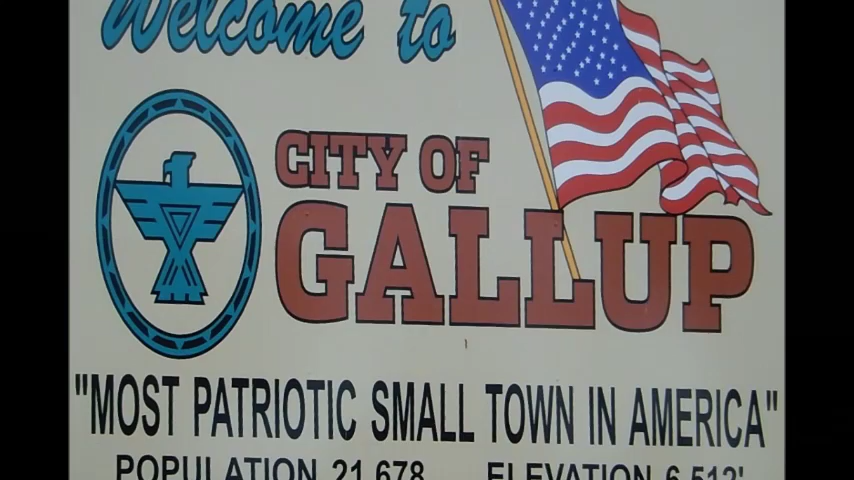 Welcome to
CITY OF
GALLUP
"MOST PATRIOTIC SMALL TOWN IN AMERICA"
POPULATION 21,678 ELEVATION 6,512'